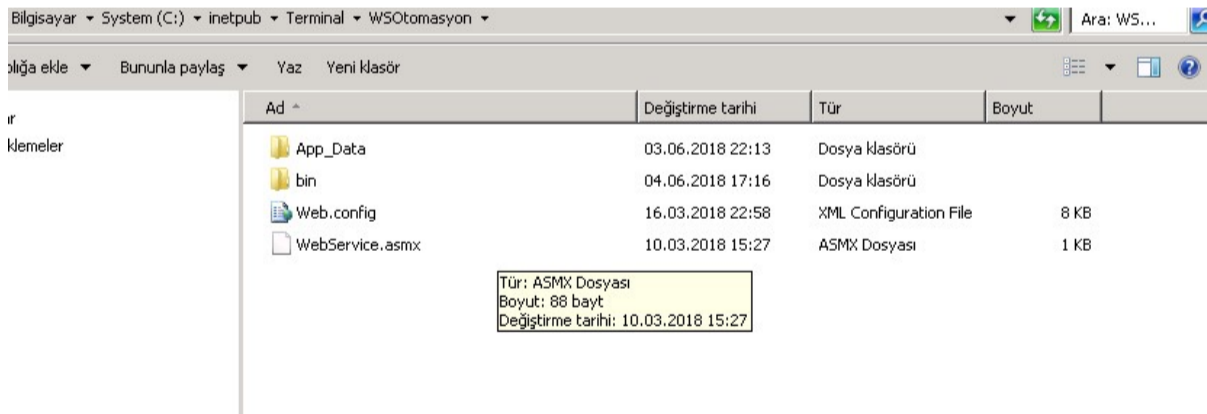 Bilgisayar System (C:) inetpub Terminal WSOtomasyon Ara: WS...
Bununla paylaş Yaz Yeni klasör
Ad Değiştirme tarihi Tür Boyut
App_Data 03.06.2018 22:13 Dosya klasörü
bin 04.06.2018 17:16 Dosya klasörü
Web.config 16.03.2018 22:58 XML Configuration File 8 KB
WebService.asmx 10.03.2018 15:27 ASMX Dosyası 1 KB
Tür: ASMX Dosyası
Boyut: 88 bayt
Değiştirme tarihi: 10.03.2018 15:27